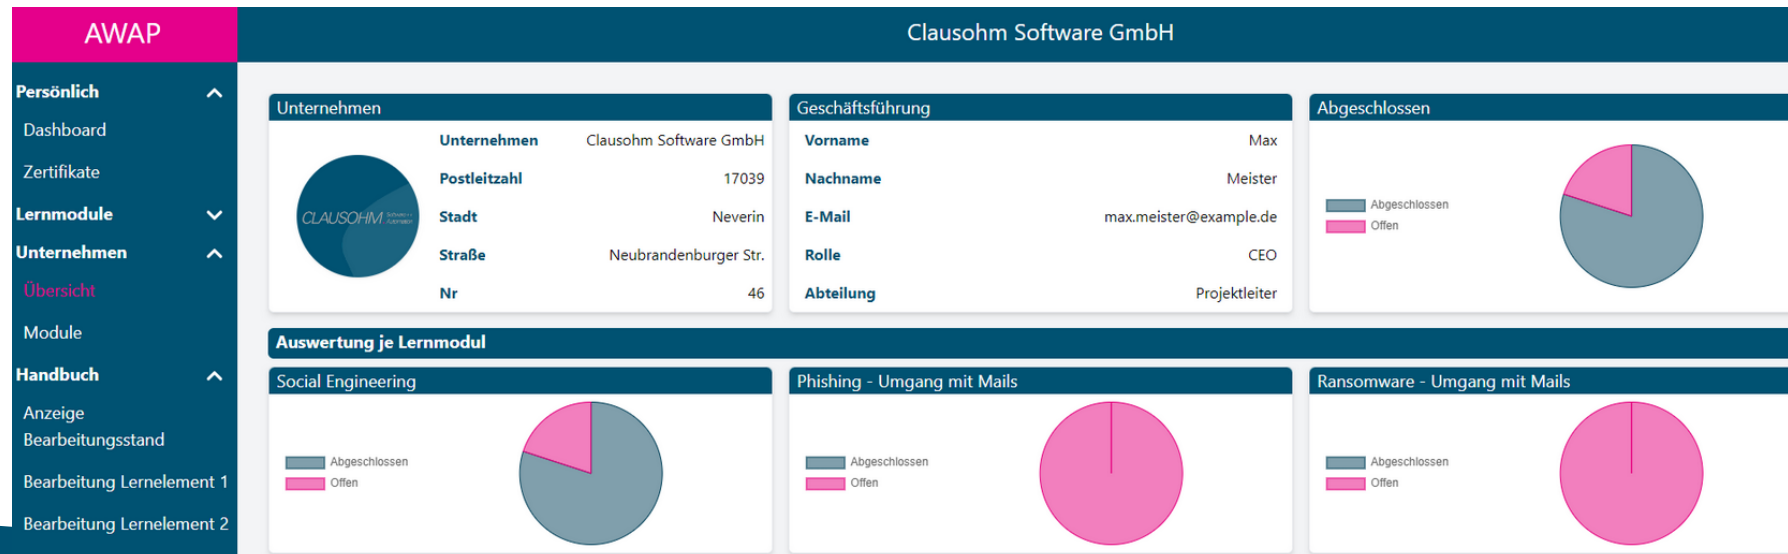 AWAP
Clausohm Software GmbH
Persönlich
Dashboard
Zertifikate
Lernmodule
Unternehmen
Übersicht
Module
Handbuch
Anzeige
Bearbeitungsstand
Bearbeitung Lernelement 1
Bearbeitung Lernelement 2
Unternehmen
CLAUSOHM
Unternehmen Clausohm Software GmbH
Postleitzahl 17039
Stadt Neverin
Straße Neubrandenburger Str.
Nr 46
Geschäftsführung
Vorname Max
Nachname Meister
E-Mail max.meister@example.de
Rolle CEO
Abteilung Projektleiter
Abgeschlossen
Abgeschlossen
Offen
Auswertung je Lernmodul
Social Engineering
Abgeschlossen
Offen
Phishing - Umgang mit Mails
Abgeschlossen
Offen
Ransomware - Umgang mit Mails
Abgeschlossen
Offen